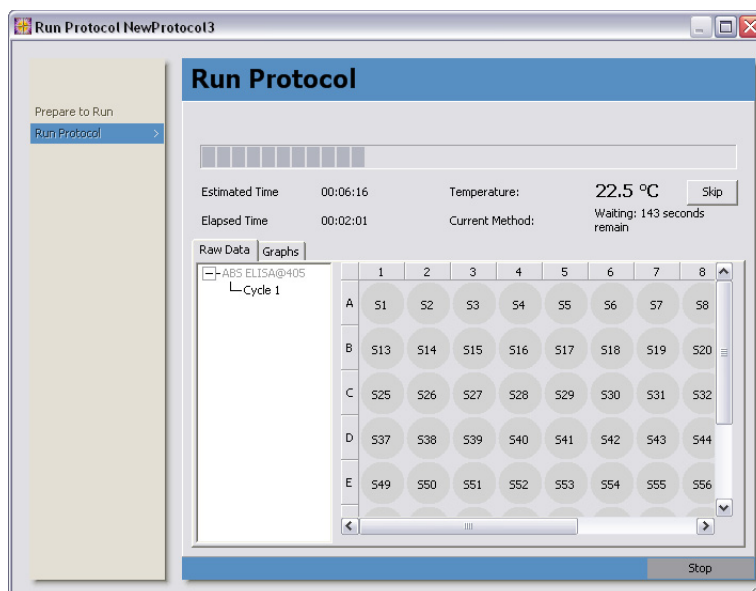 Run Protocol NewProtocol3
Run Protocol
Prepare to Run
Run Protocol >
Estimated Time 00:06:16 Temperature: 22.5 °C Skip
Elapsed Time 00:02:01 Current Method: Waiting: 143 seconds
remain
Raw Data Graphs
ABS ELISA@405
Cycle 1
1 2 3 4 5 6 7 8
A S1 S2 S3 S4 S5 S6 S7 S8
B S13 S14 S15 S16 S17 S18 S19 S20
C S25 S26 S27 S28 S29 S30 S31 S32
D S37 S38 S39 S40 S41 S42 S43 S44
E S49 S50 S51 S52 S53 S54 S55 S56
Stop